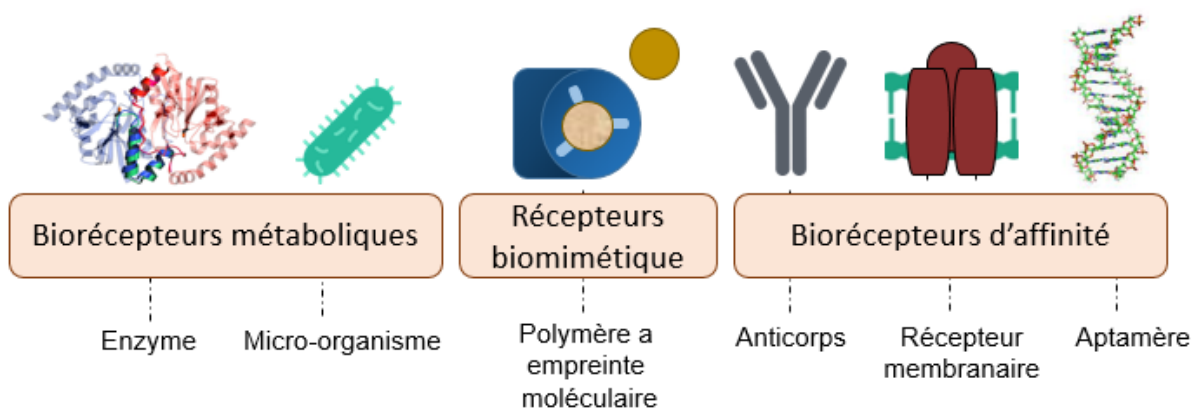 Biorécepteurs métaboliques
Récepteurs
biomimétique
Biorécepteurs d'affinité
Enzyme
Micro-organisme
Polymère a
empreinte
moléculaire
Anticorps
Récepteur
membranaire
Aptamère